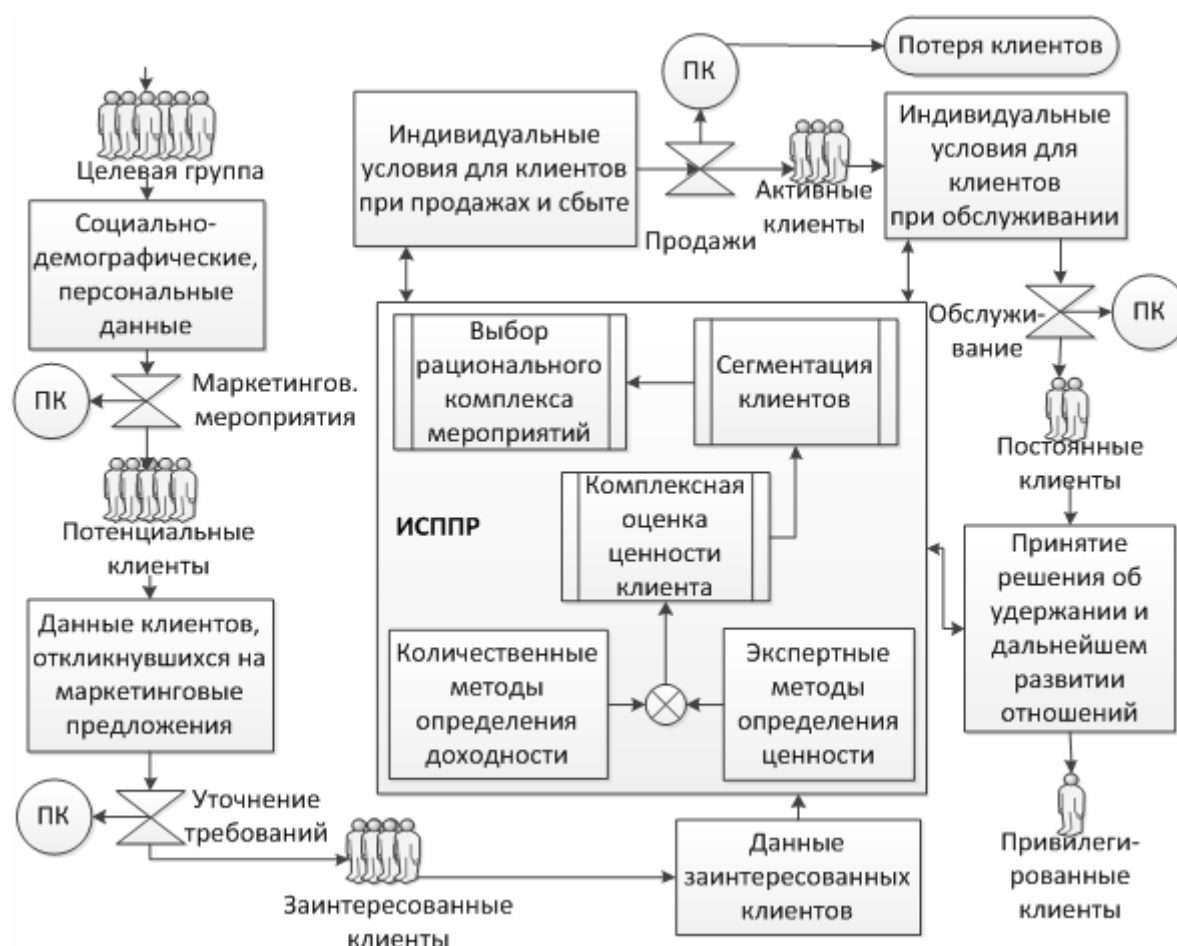 Целевая группа
Социально-
демографические,
персональные
данные
ПК
Маркетингов.
мероприятия
Потенциальные
клиенты
Данные клиентов,
откликнувшихся на
маркетинговые
предложения
ПК
Уточнение
требований
Заинтересованные
клиенты
Данные
заинтересованных
клиентов
ИСППР
Количественные
методы
определения
доходности
Экспертные
методы
определения
ценности
Комплексная
оценка
ценности
клиента
Сегментация
клиентов
Выбор
рационального
комплекса
мероприятий
Индивидуальные
условия для клиентов
при продажах и сбыте
Продажи
ПК
Потеря клиентов
Активные
клиенты
Индивидуальные
условия для
клиентов
при обслуживании
Обслужи-
вание
ПК
Постоянные
клиенты
Принятие
решения об
удержании и
дальнейшем
развитии
отношений
Привилеги-
рованные
клиенты